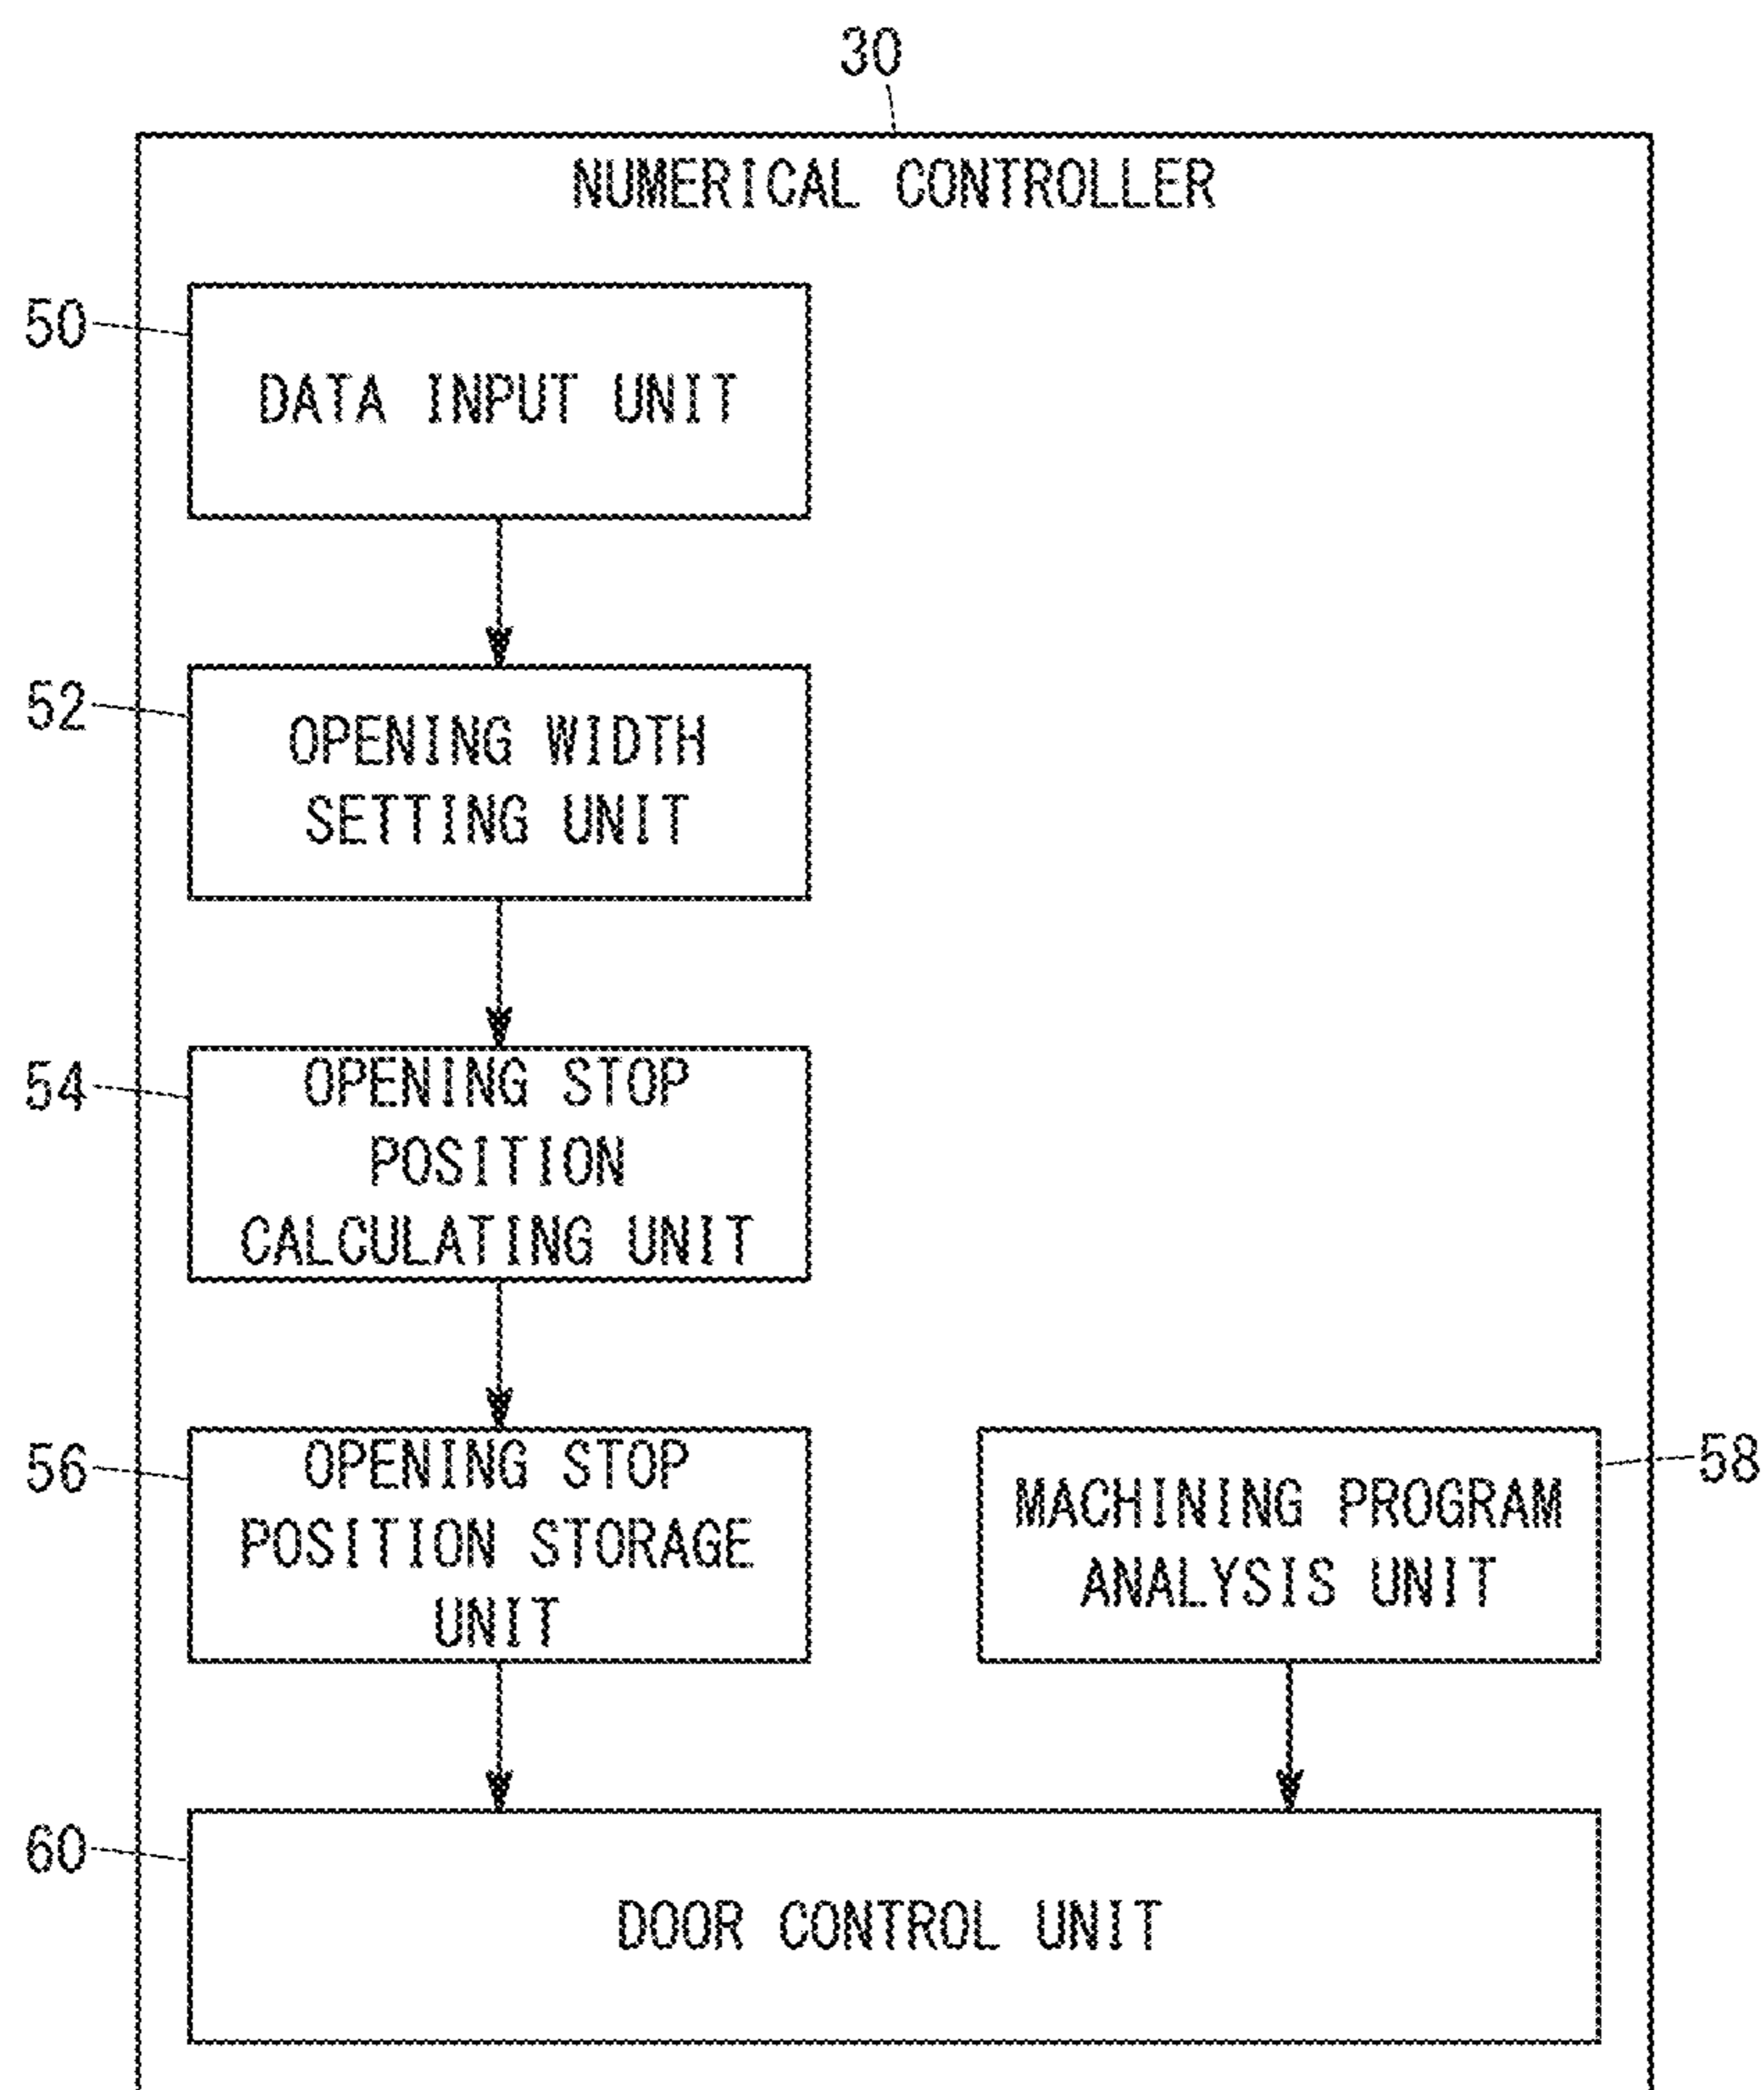 30
NUMERICAL CONTROLLER
50
DATA INPUT UNIT
52
OPENING WIDTH
SETTING UNIT
54
OPENING STOP
POSITION
CALCULATING UNIT
56
OPENING STOP
POSITION STORAGE
UNIT
58
MACHINING PROGRAM
ANALYSIS UNIT
60
DOOR CONTROL UNIT